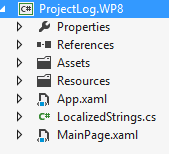 C# ProjectLog.WP8
Properties
References
Assets
Resources
App.xaml
C# LocalizedStrings.cs
MainPage.xaml